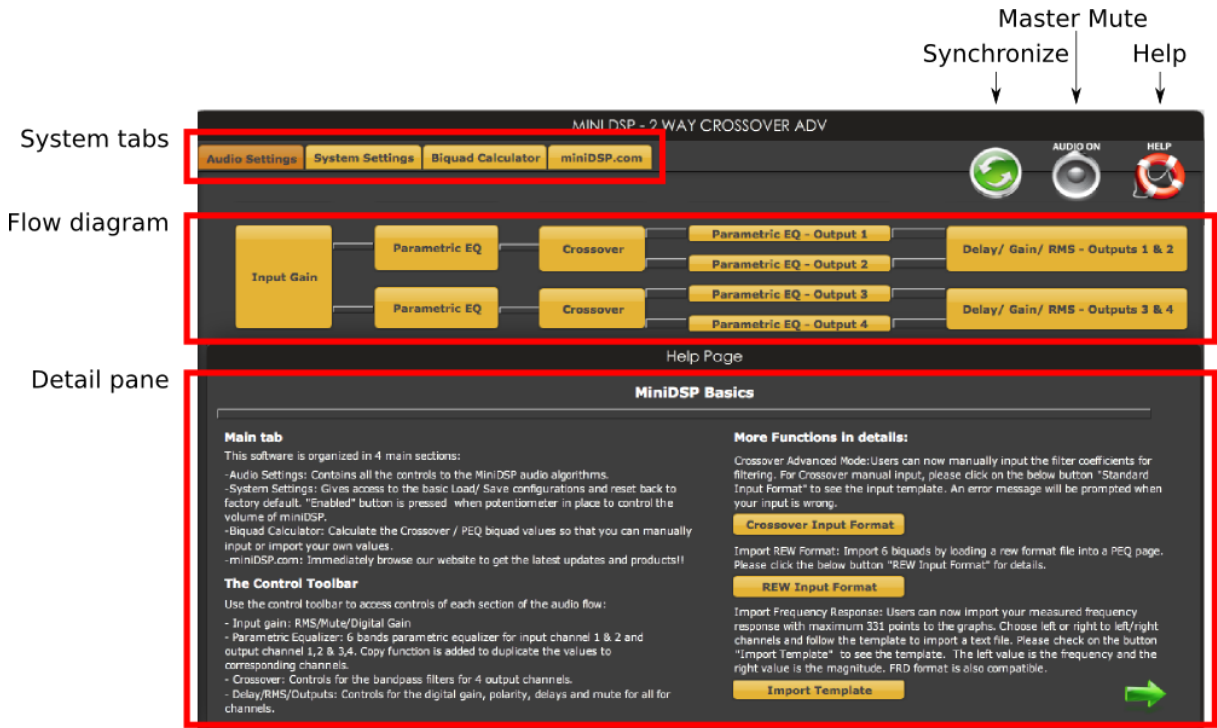 Master Mute
Synchronize
Help
System tabs
MINI DSP - 2 WAY CROSSOVER ADV
Audio Settings
System Settings
Biquad Calculator
miniDSP.com
AUDIO ON
HELP
Flow diagram
Input Gain
Parametric EQ
Parametric EQ
Crossover
Crossover
Parametric EQ - Output 1
Parametric EQ - Output 2
Parametric EQ - Output 3
Parametric EQ - Output 4
Delay/ Gain/ RMS - Outputs 1 & 2
Delay/ Gain/ RMS - Outputs 3 & 4
Help Page
Detail pane
MiniDSP Basics
Main tab
This software is organized in 4 main sections:
-Audio Settings: Contains all the controls to the MiniDSP audio algorithms.
-System Settings: Gives access to the basic Load/ Save configurations and reset back to
factory default. "Enabled" button is pressed when potentiometer in place to control the
volume of miniDSP.
-Biquad Calculator: Calculate the Crossover / PEQ biquad values so that you can manually
input or import your own values.
-miniDSP.com: Immediately browse our website to get the latest updates and products!!
The Control Toolbar
Use the control toolbar to access controls of each section of the audio flow:
- Input gain: RMS/Mute/Digital Gain
- Parametric Equalizer: 6 bands parametric equalizer for input channel 1 & 2 and
output channel 1,2 & 3,4. Copy function is added to duplicate the values to
corresponding channels.
- Crossover: Controls for the bandpass filters for 4 output channels.
- Delay/RMS/Outputs: Controls for the digital gain, polarity, delays and mute for all for
channels.
More Functions in details:
Crossover Advanced Mode:Users can now manually input the filter coefficients for
filtering. For Crossover manual input, please click on the below button "Standard
Input Format" to see the input template. An error message will be prompted when
your input is wrong.
Crossover Input Format
Import REW Format: Import 6 biquads by loading a rew format file into a PEQ page.
Please click the below button "REW Input Format" for details.
REW Input Format
Import Frequency Response: Users can now import your measured frequency
response with maximum 331 points to the graphs. Choose left or right to left/right
channels and follow the template to import a text file. Please check on the button
"Import Template" to see the template. The left value is the frequency and the
right value is the magnitude. FRD format is also compatible.
Import Template